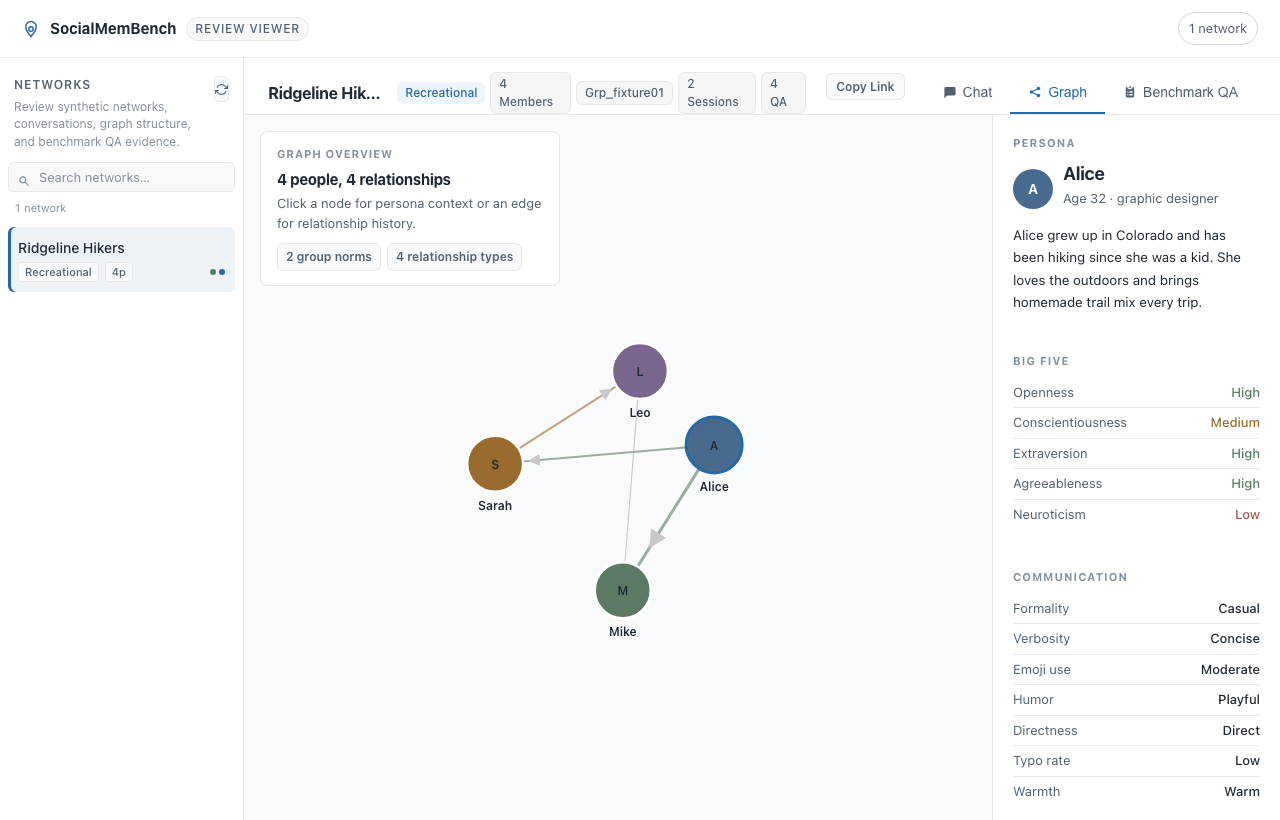 SocialMemBench REVIEW VIEWER
1 network
NETWORKS
Review synthetic networks,
conversations, graph structure,
and benchmark QA evidence.
Search networks...
1 network
Ridgeline Hikers
Recreational 4p
Ridgeline Hik... Recreational 4 Members Grp_fixture01 2 Sessions 4 QA Copy Link
Chat Graph Benchmark QA
GRAPH OVERVIEW
4 people, 4 relationships
Click a node for persona context or an edge
for relationship history.
2 group norms 4 relationship types
L
Leo
A
Alice
S
Sarah
M
Mike
PERSONA
A
Alice
Age 32 · graphic designer
Alice grew up in Colorado and has
been hiking since she was a kid. She
loves the outdoors and brings
homemade trail mix every trip.
BIG FIVE
Openness High
Conscientiousness Medium
Extraversion High
Agreeableness High
Neuroticism Low
COMMUNICATION
Formality Casual
Verbosity Concise
Emoji use Moderate
Humor Playful
Directness Direct
Typo rate Low
Warmth Warm